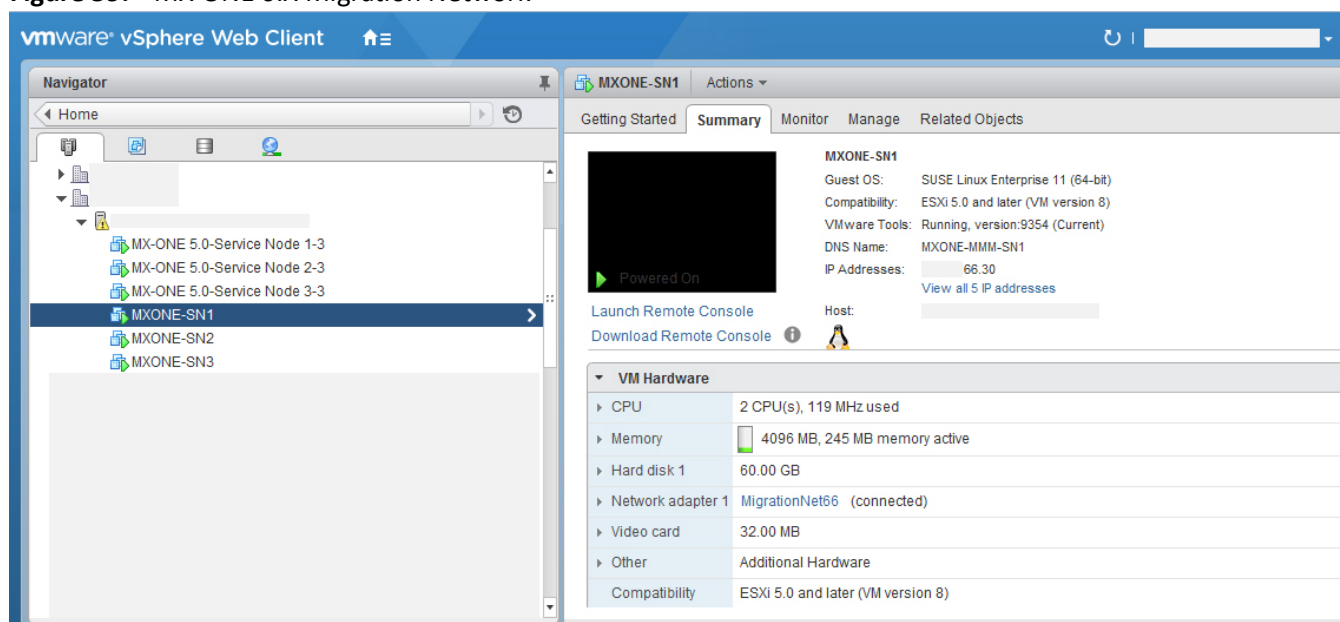 vmware® vSphere Web Client
Navigator
Home
MX-ONE 5.0-Service Node 1-3
MX-ONE 5.0-Service Node 2-3
MX-ONE 5.0-Service Node 3-3
MXONE-SN1
MXONE-SN2
MXONE-SN3
MXONE-SN1 Actions
Getting Started Summary Monitor Manage Related Objects
Powered On
Launch Remote Console
Download Remote Console
MXONE-SN1
Guest OS: SUSE Linux Enterprise 11 (64-bit)
Compatibility: ESXi 5.0 and later (VM version 8)
VMware Tools: Running, version:9354 (Current)
DNS Name: MXONE-MMM-SN1
IP Addresses: 66.30
View all 5 IP addresses
Host:
VM Hardware
CPU 2 CPU(s), 119 MHz used
Memory 4096 MB, 245 MB memory active
Hard disk 1 60.00 GB
Network adapter 1 MigrationNet66 (connected)
Video card 32.00 MB
Other Additional Hardware
Compatibility ESXi 5.0 and later (VM version 8)